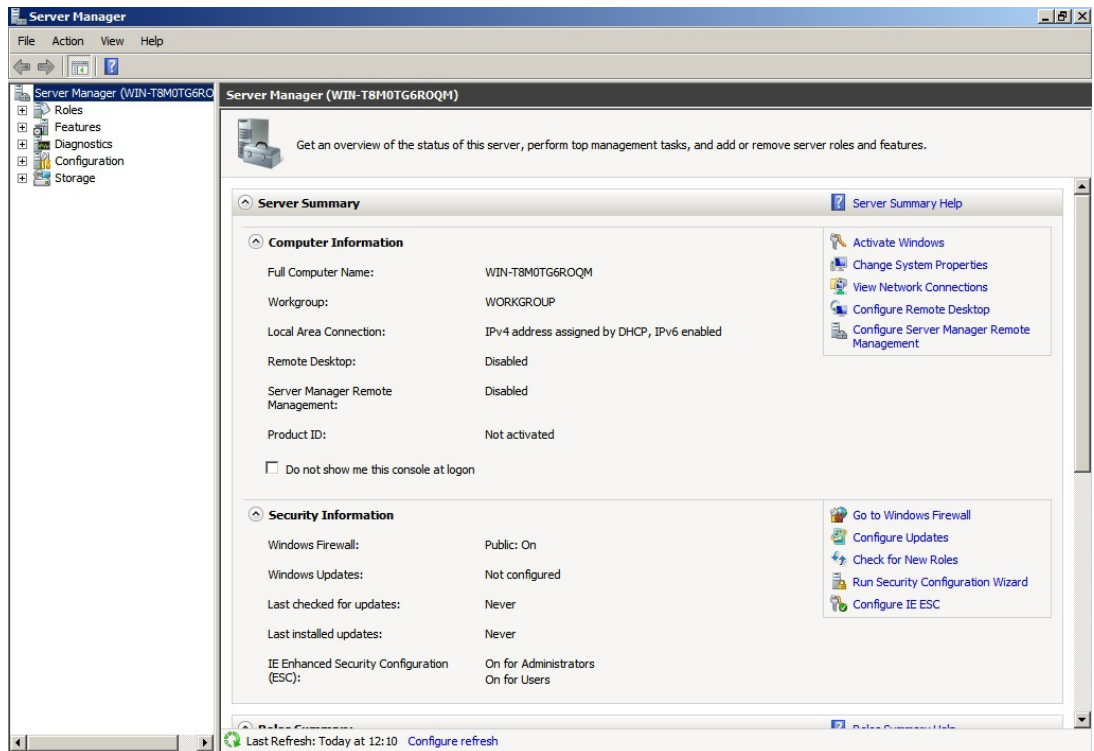 Server Manager
File Action View Help
Server Manager (WIN-T8M0TG6RO
Roles
Features
Diagnostics
Configuration
Storage
Server Manager (WIN-T8M0TG6ROQM)
Get an overview of the status of this server, perform top management tasks, and add or remove server roles and features.
Server Summary
Server Summary Help
Computer Information
Full Computer Name: WIN-T8M0TG6ROQM
Workgroup: WORKGROUP
Local Area Connection: IPv4 address assigned by DHCP, IPv6 enabled
Remote Desktop: Disabled
Server Manager Remote Disabled
Management:
Product ID: Not activated
Do not show me this console at logon
Activate Windows
Change System Properties
View Network Connections
Configure Remote Desktop
Configure Server Manager Remote
Management
Security Information
Windows Firewall: Public: On
Windows Updates: Not configured
Last checked for updates: Never
Last installed updates: Never
IE Enhanced Security Configuration On for Administrators
(ESC): On for Users
Go to Windows Firewall
Configure Updates
Check for New Roles
Run Security Configuration Wizard
Configure IE ESC
Roles Summary
Roles Summary Help
Last Refresh: Today at 12:10 Configure refresh